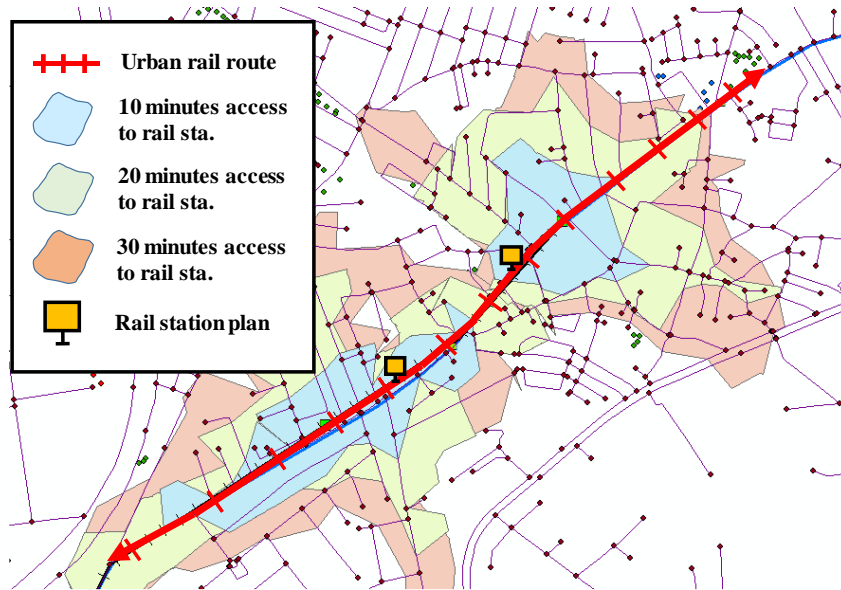 Urban rail route
10 minutes access
to rail sta.
20 minutes access
to rail sta.
30 minutes access
to rail sta.
Rail station plan